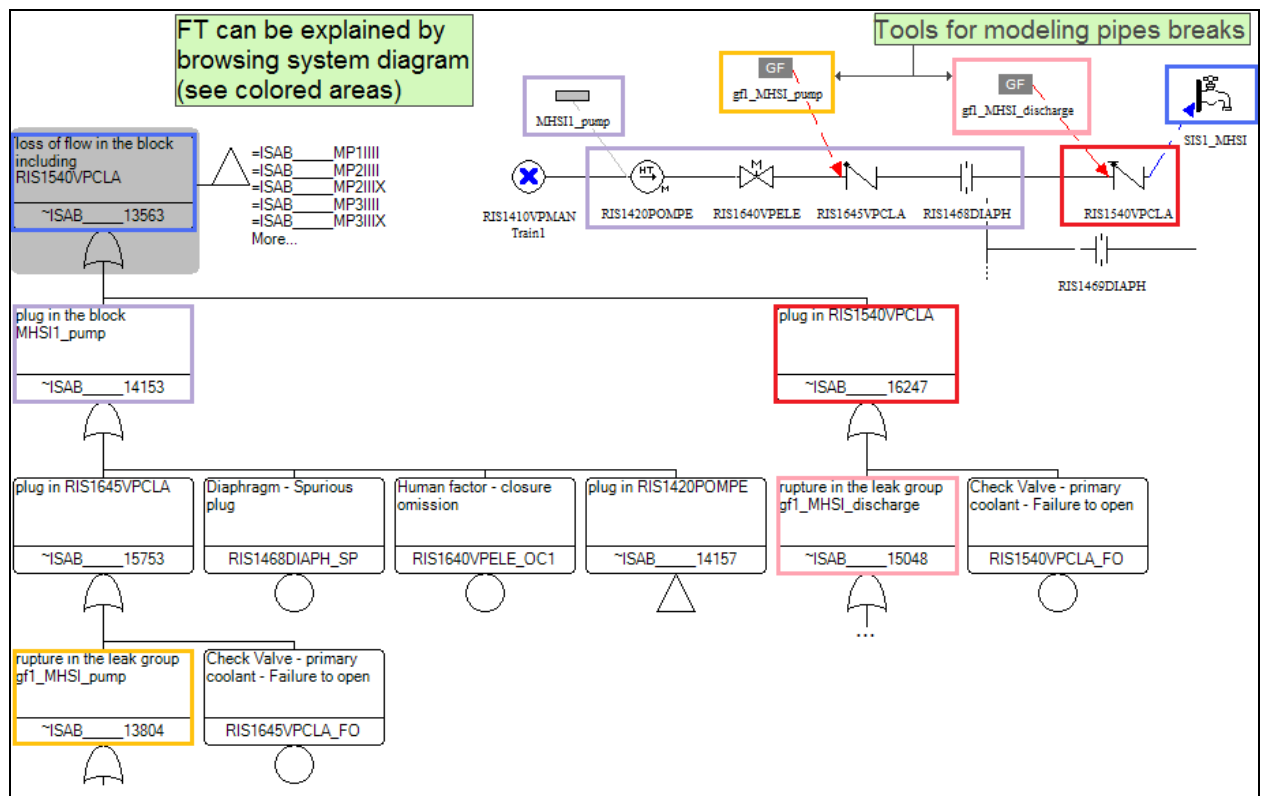 FT can be explained by
browsing system diagram
(see colored areas)
Tools for modeling pipes breaks
GF
gf1_MHSI_pump
GF
gf1_MHSI_discharge
MHSI1_pump
SIS1_MHSI
loss of flow in the block
including
RIS1540VPCLA
~ISAB_____13563
=ISAB_____MP1IIII
=ISAB_____MP2IIII
=ISAB_____MP2IIIX
=ISAB_____MP3IIII
=ISAB_____MP3IIIX
More...
HT
M
M
RIS1410VPMAN
Train1
RIS1420POMPE
RIS1640VPELE
RIS1645VPCLA
RIS1468DIAPH
RIS1540VPCLA
RIS1469DIAPH
plug in the block
MHSI1_pump
~ISAB_____14153
plug in RIS1540VPCLA
~ISAB_____16247
plug in RIS1645VPCLA
~ISAB_____15753
Diaphragm - Spurious
plug
RIS1468DIAPH_SP
Human factor - closure
omission
RIS1640VPELE_OC1
plug in RIS1420POMPE
~ISAB_____14157
rupture in the leak group
gf1_MHSI_discharge
~ISAB_____15048
Check Valve - primary
coolant - Failure to open
RIS1540VPCLA_FO
...
rupture in the leak group
gf1_MHSI_pump
~ISAB_____13804
Check Valve - primary
coolant - Failure to open
RIS1645VPCLA_FO